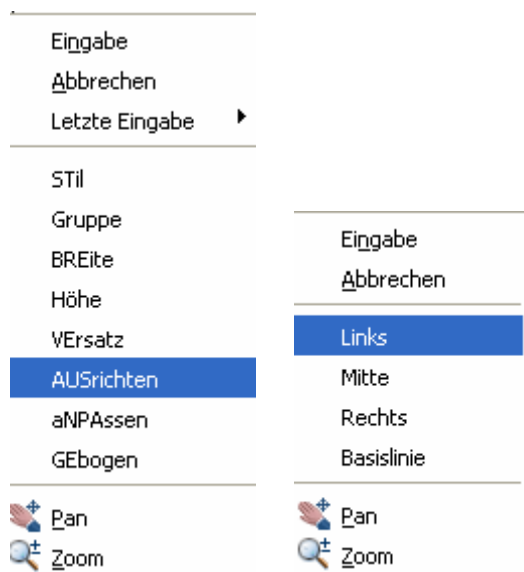 Eingabe
Abbrechen
Letzte Eingabe
STil
Gruppe
BREite
Höhe
VErsatz
AUSrichten
aNPAssen
GEbogen
Pan
Zoom
Eingabe
Abbrechen
Links
Mitte
Rechts
Basislinie
Pan
Zoom